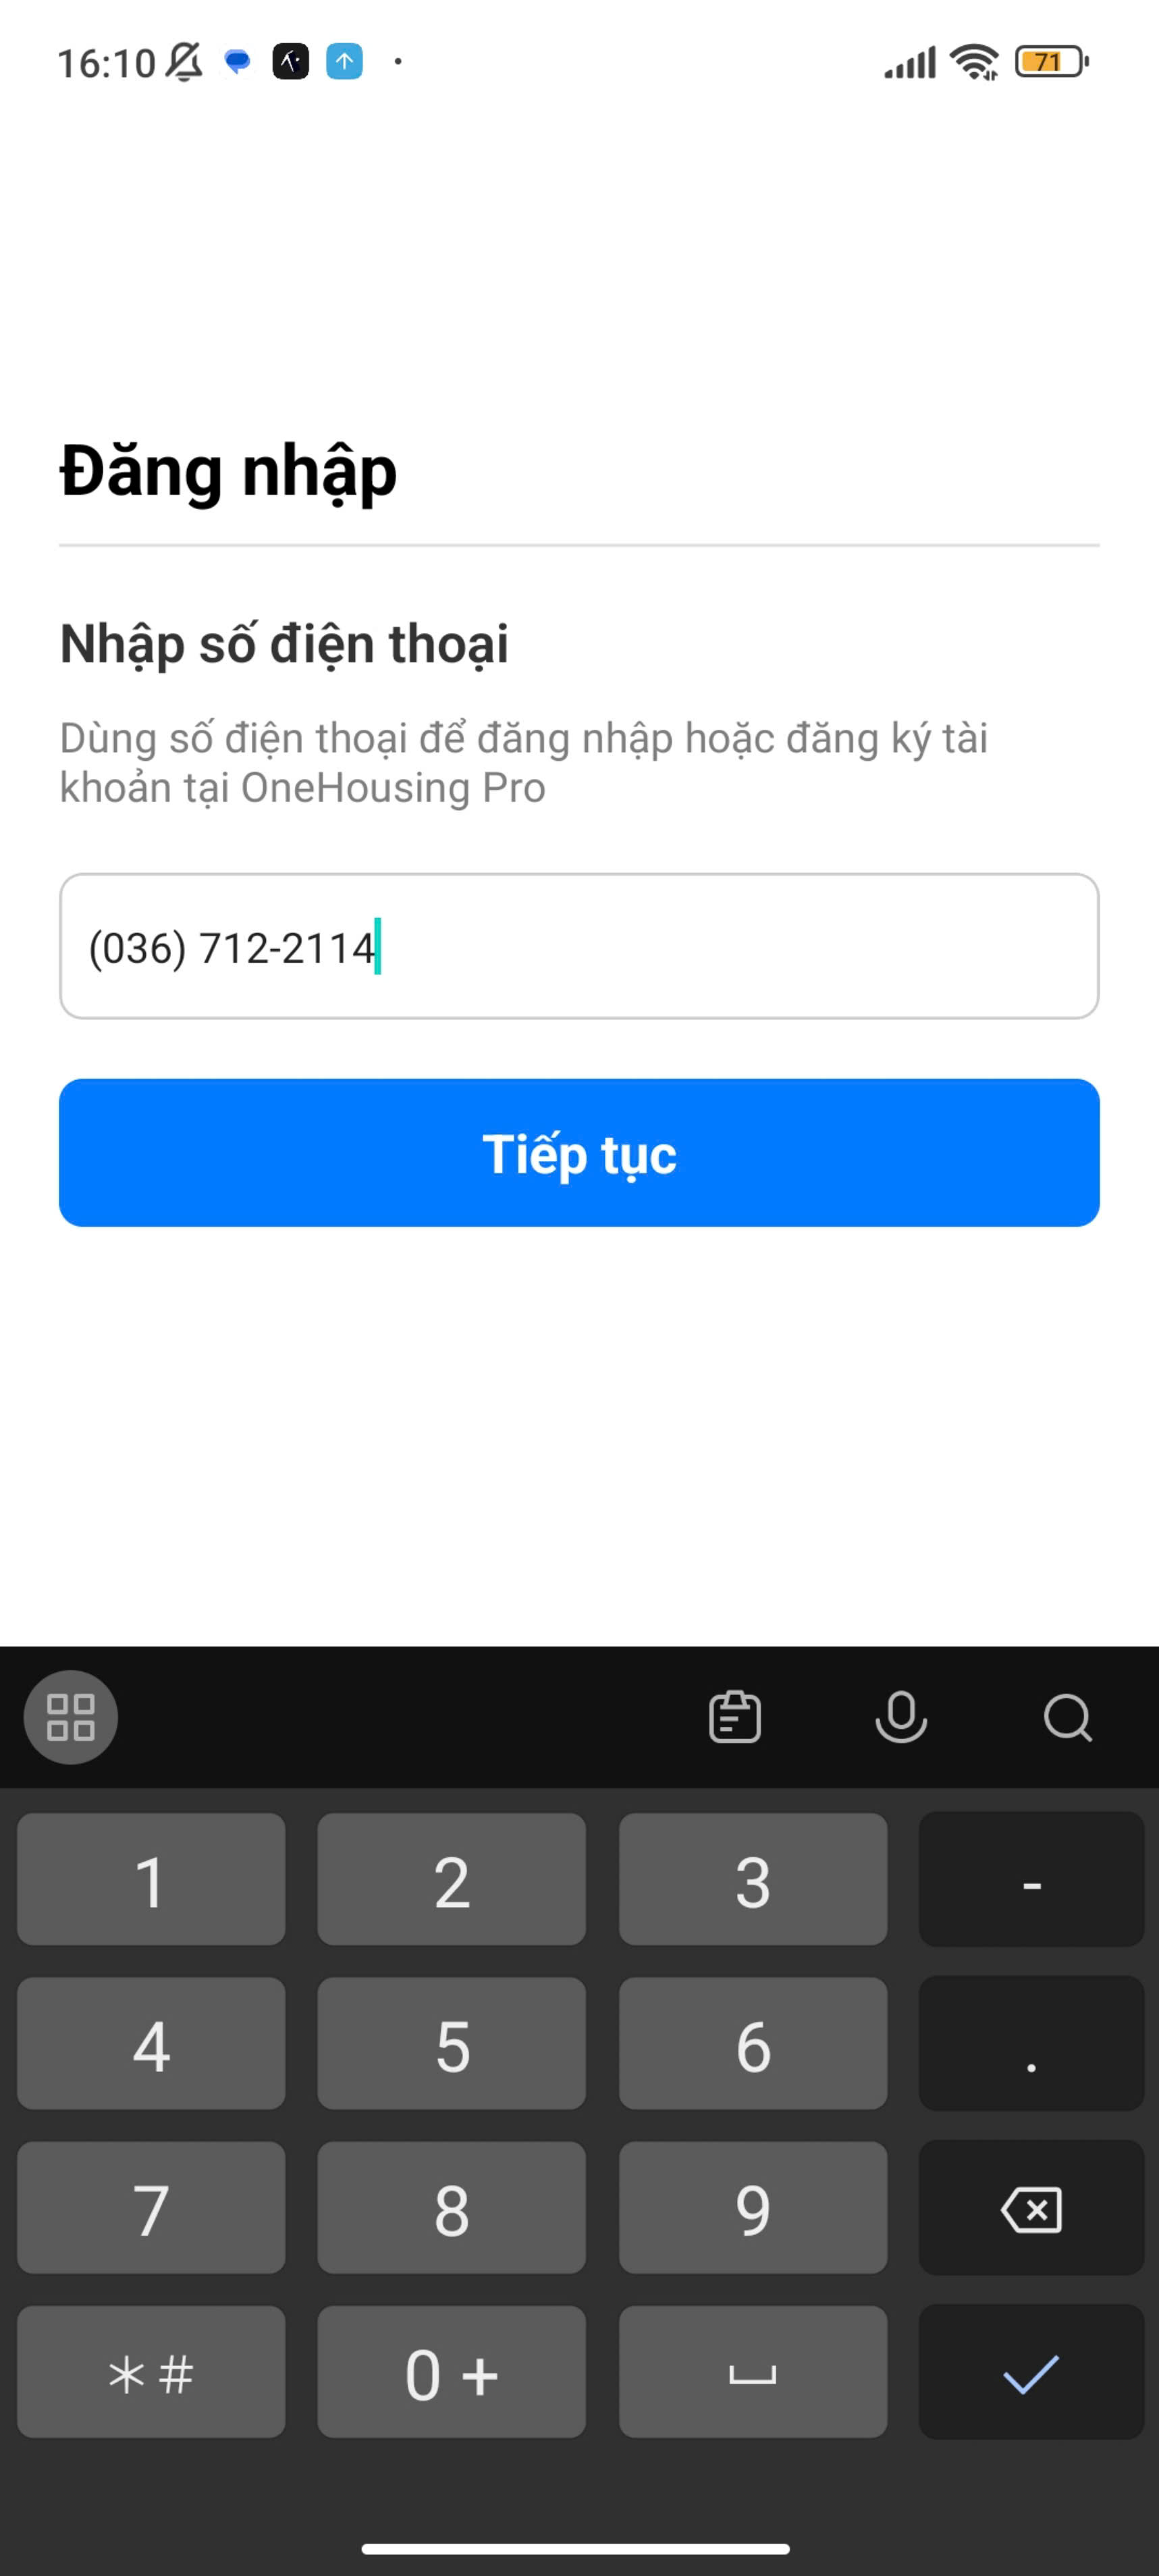 16:10
71
Đăng nhập
Nhập số điện thoại
Dùng số điện thoại để đăng nhập hoặc đăng ký tài
khoản tại OneHousing Pro
(036) 712-2114
Tiếp tục
1 2 3 -
4 5 6 .
7 8 9
*# 0 +